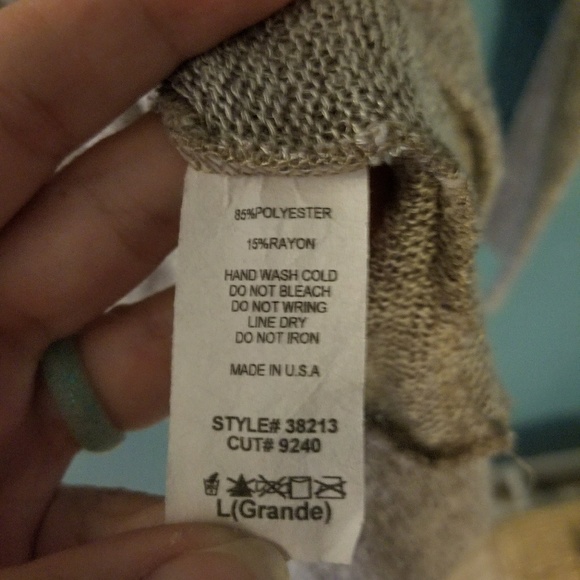 85%POLYESTER
15%RAYON
HAND WASH COLD
DO NOT BLEACH
DO NOT WRING
LINE DRY
DO NOT IRON
MADE IN U.S.A
STYLE# 38213
CUT# 9240
L(Grande)